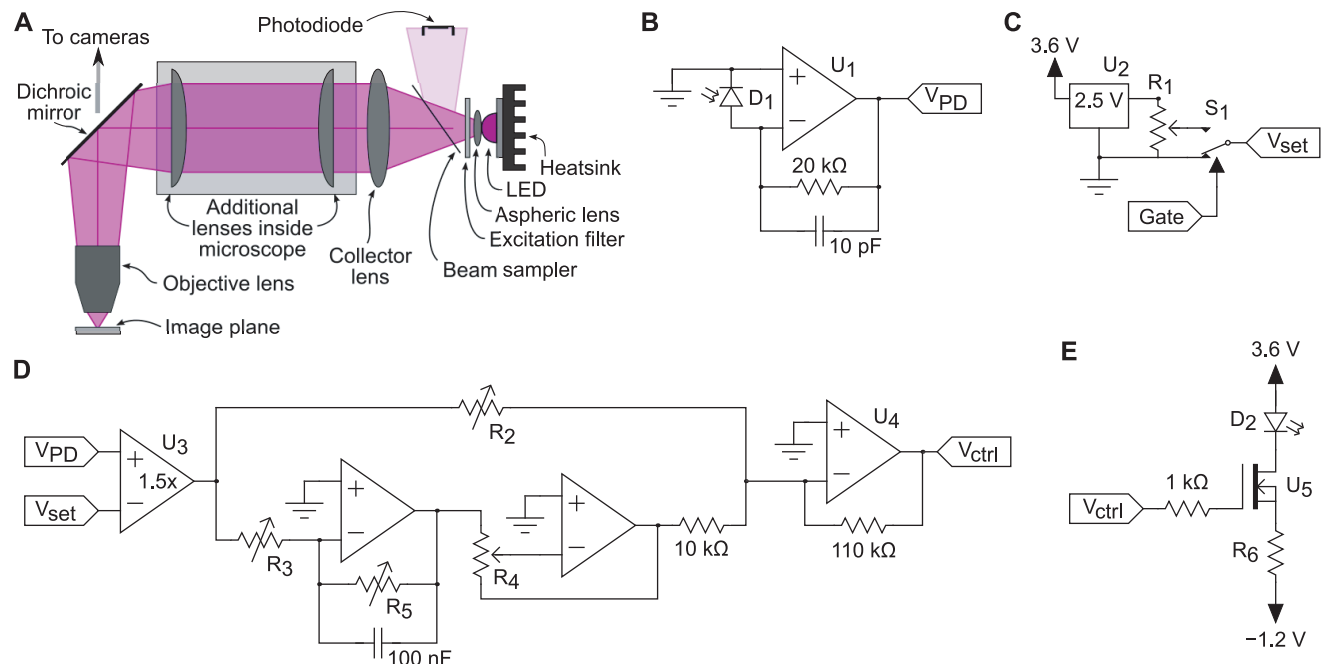 A
To cameras
Dichroic
mirror
Photodiode
Heatsink
LED
Aspheric lens
Excitation filter
Beam sampler
Collector
lens
Additional
lenses inside
microscope
Objective lens
Image plane
B
U1
+
−
D1
VPD
20 kΩ
10 pF
C
3.6 V
U2
2.5 V
R1
S1
Vset
Gate
D
VPD
Vset
U3
+
1.5x
−
R2
R3
+
−
R5
100 nF
R4
+
−
10 kΩ
U4
+
−
110 kΩ
Vctrl
E
3.6 V
D2
U5
1 kΩ
Vctrl
R6
−1.2 V